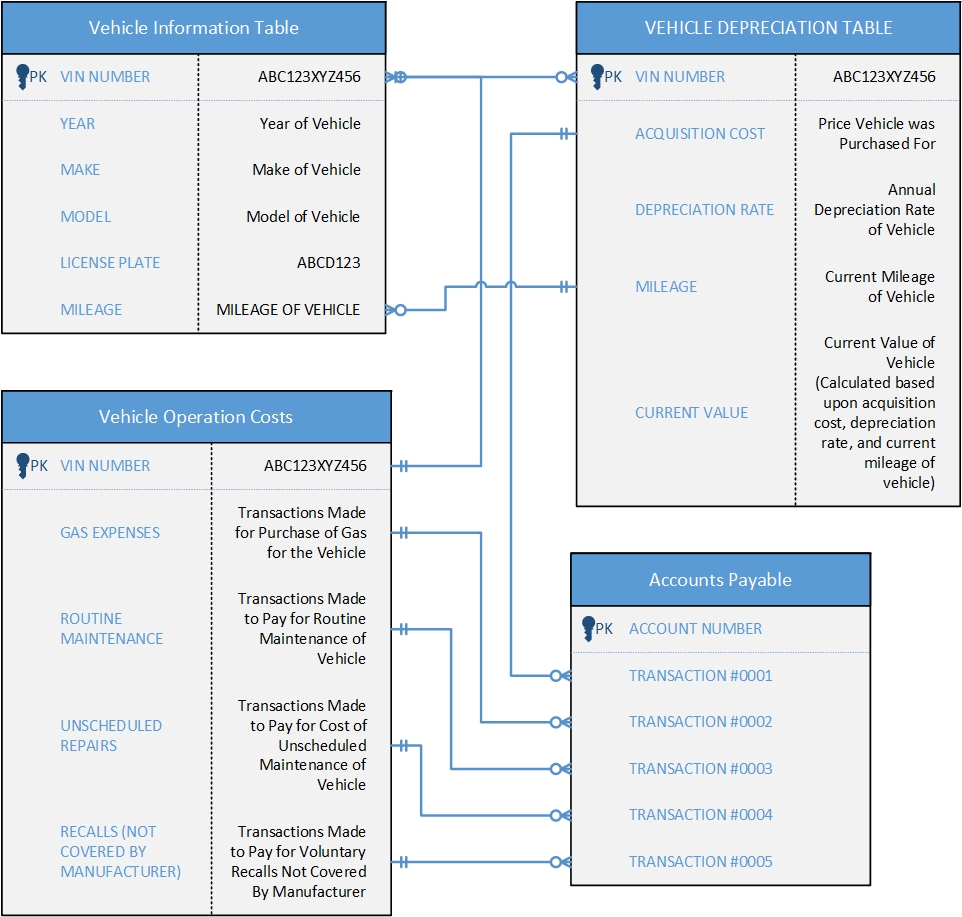 Vehicle Information Table
PK VIN NUMBER ABC123XYZ456
YEAR Year of Vehicle
MAKE Make of Vehicle
MODEL Model of Vehicle
LICENSE PLATE ABCD123
MILEAGE MILEAGE OF VEHICLE
VEHICLE DEPRECIATION TABLE
PK VIN NUMBER ABC123XYZ456
ACQUISITION COST
Price Vehicle was
Purchased For
DEPRECIATION RATE
Annual
Depreciation Rate
of Vehicle
MILEAGE
Current Mileage
of Vehicle
CURRENT VALUE
Current Value of
Vehicle
(Calculated based
upon acquisition
cost, depreciation
rate, and current
mileage of
vehicle)
Vehicle Operation Costs
PK VIN NUMBER ABC123XYZ456
GAS EXPENSES
Transactions Made
for Purchase of Gas
for the Vehicle
ROUTINE
MAINTENANCE
Transactions Made
to Pay for Routine
Maintenance of
Vehicle
UNSCHEDULED
REPAIRS
Transactions Made
to Pay for Cost of
Unscheduled
Maintenance of
Vehicle
RECALLS (NOT
COVERED BY
MANUFACTURER)
Transactions Made
to Pay for Voluntary
Recalls Not Covered
By Manufacturer
Accounts Payable
PK ACCOUNT NUMBER
TRANSACTION #0001
TRANSACTION #0002
TRANSACTION #0003
TRANSACTION #0004
TRANSACTION #0005